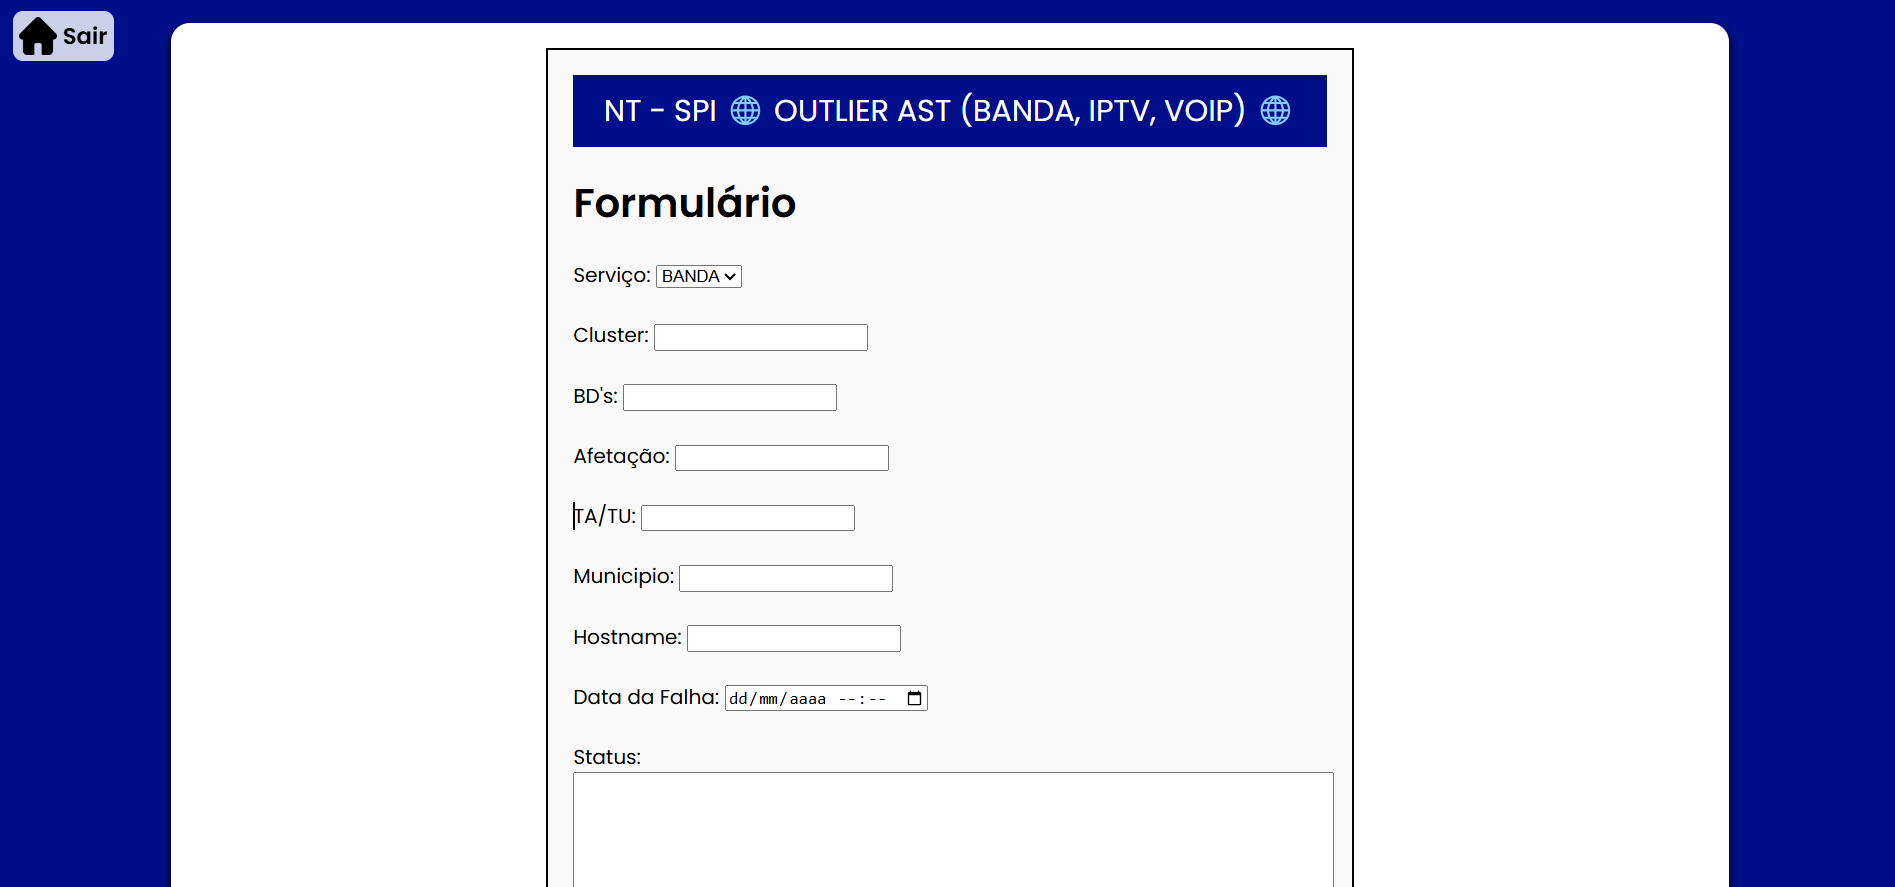 Sair
NT - SPI 🌐 OUTLIER AST (BANDA, IPTV, VOIP) 🌐
Formulário
Serviço: BANDA
Cluster:
BD's:
Afetação:
TA/TU:
Municipio:
Hostname:
Data da Falha: dd/mm/aaaa --:--
Status: